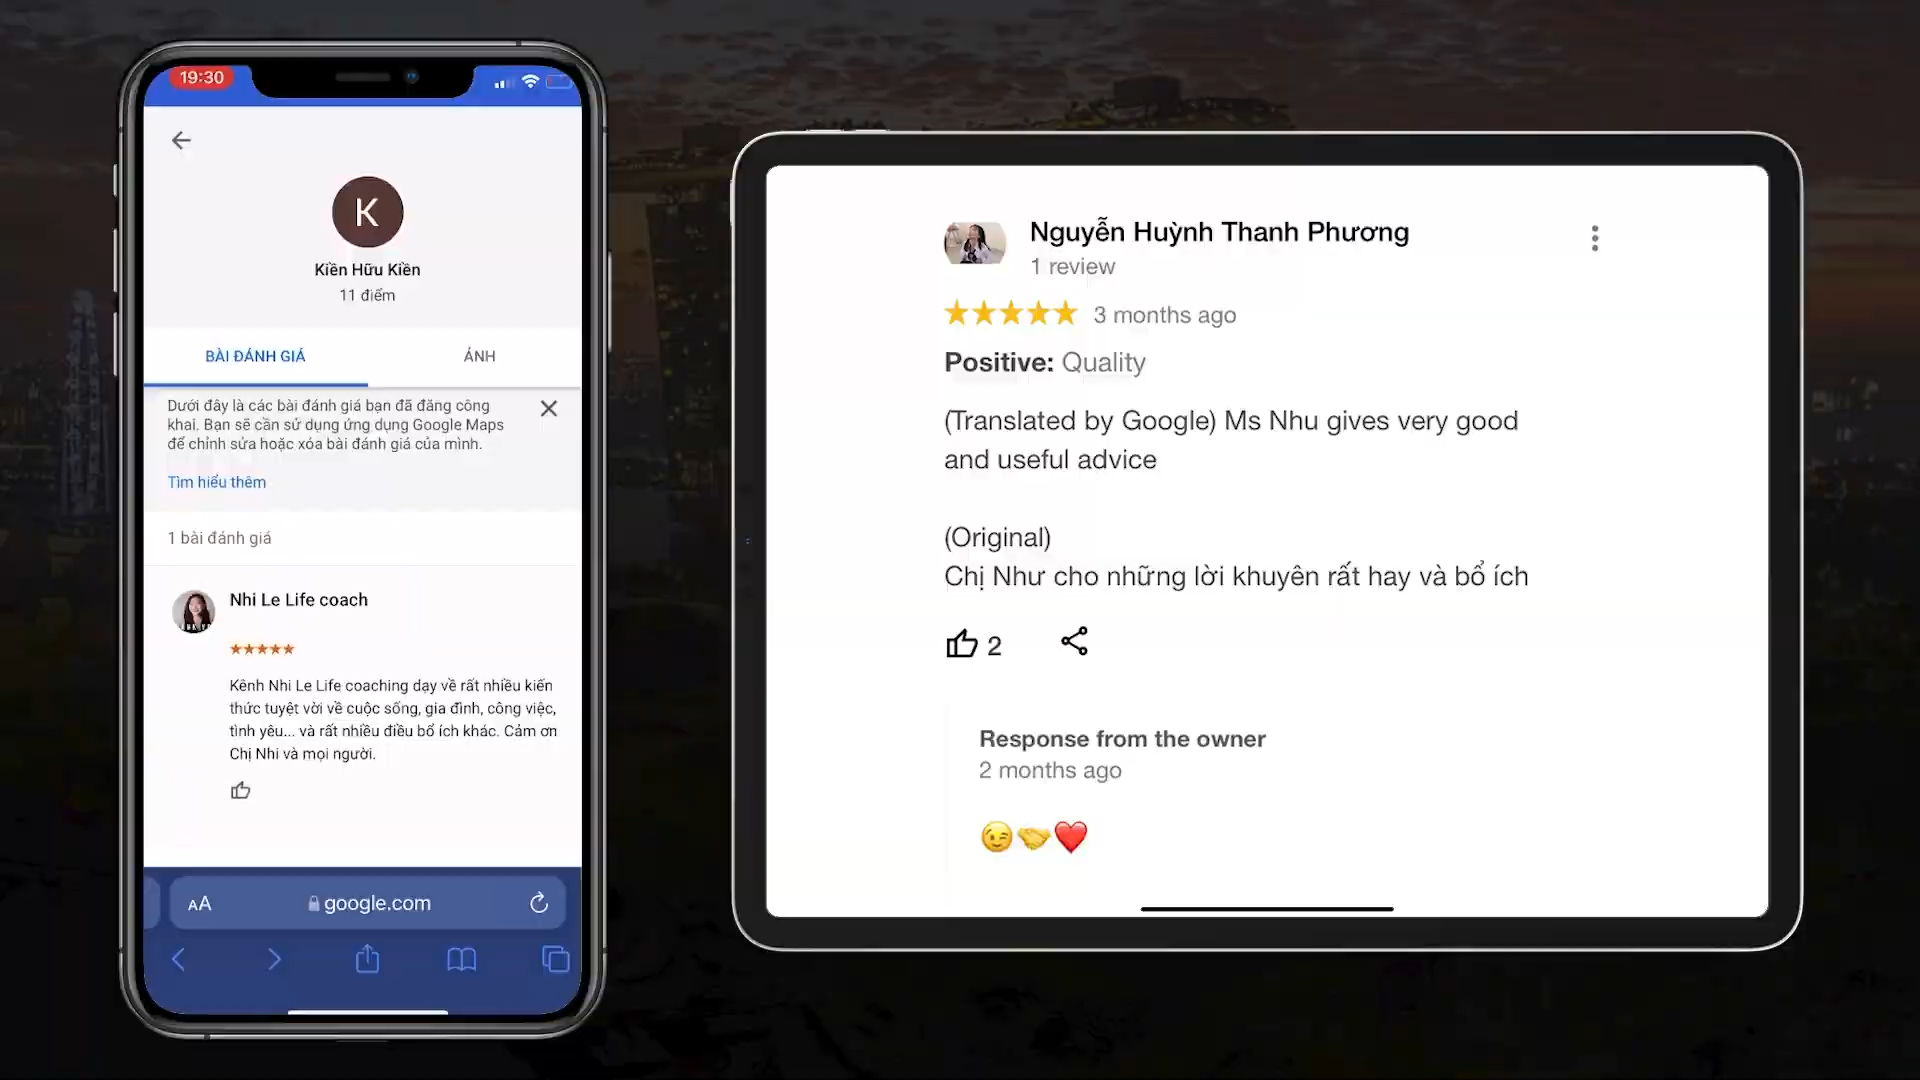 19:30
K
Kiền Hữu Kiền
11 điểm
BÀI ĐÁNH GIÁ
ẢNH
Dưới đây là các bài đánh giá bạn đã đăng công
khai. Bạn sẽ cần sử dụng ứng dụng Google Maps
để chỉnh sửa hoặc xóa bài đánh giá của mình.
Tìm hiểu thêm
1 bài đánh giá
Nhi Le Life coach
Kênh Nhi Le Life coaching dạy về rất nhiều kiến
thức tuyệt vời về cuộc sống, gia đình, công việc,
tình yêu... và rất nhiều điều bổ ích khác. Cảm ơn
Chị Nhi và mọi người.
AA
google.com
Nguyễn Huỳnh Thanh Phương
1 review
3 months ago
Positive: Quality
(Translated by Google) Ms Nhu gives very good
and useful advice
(Original)
Chị Như cho những lời khuyên rất hay và bổ ích
2
Response from the owner
2 months ago